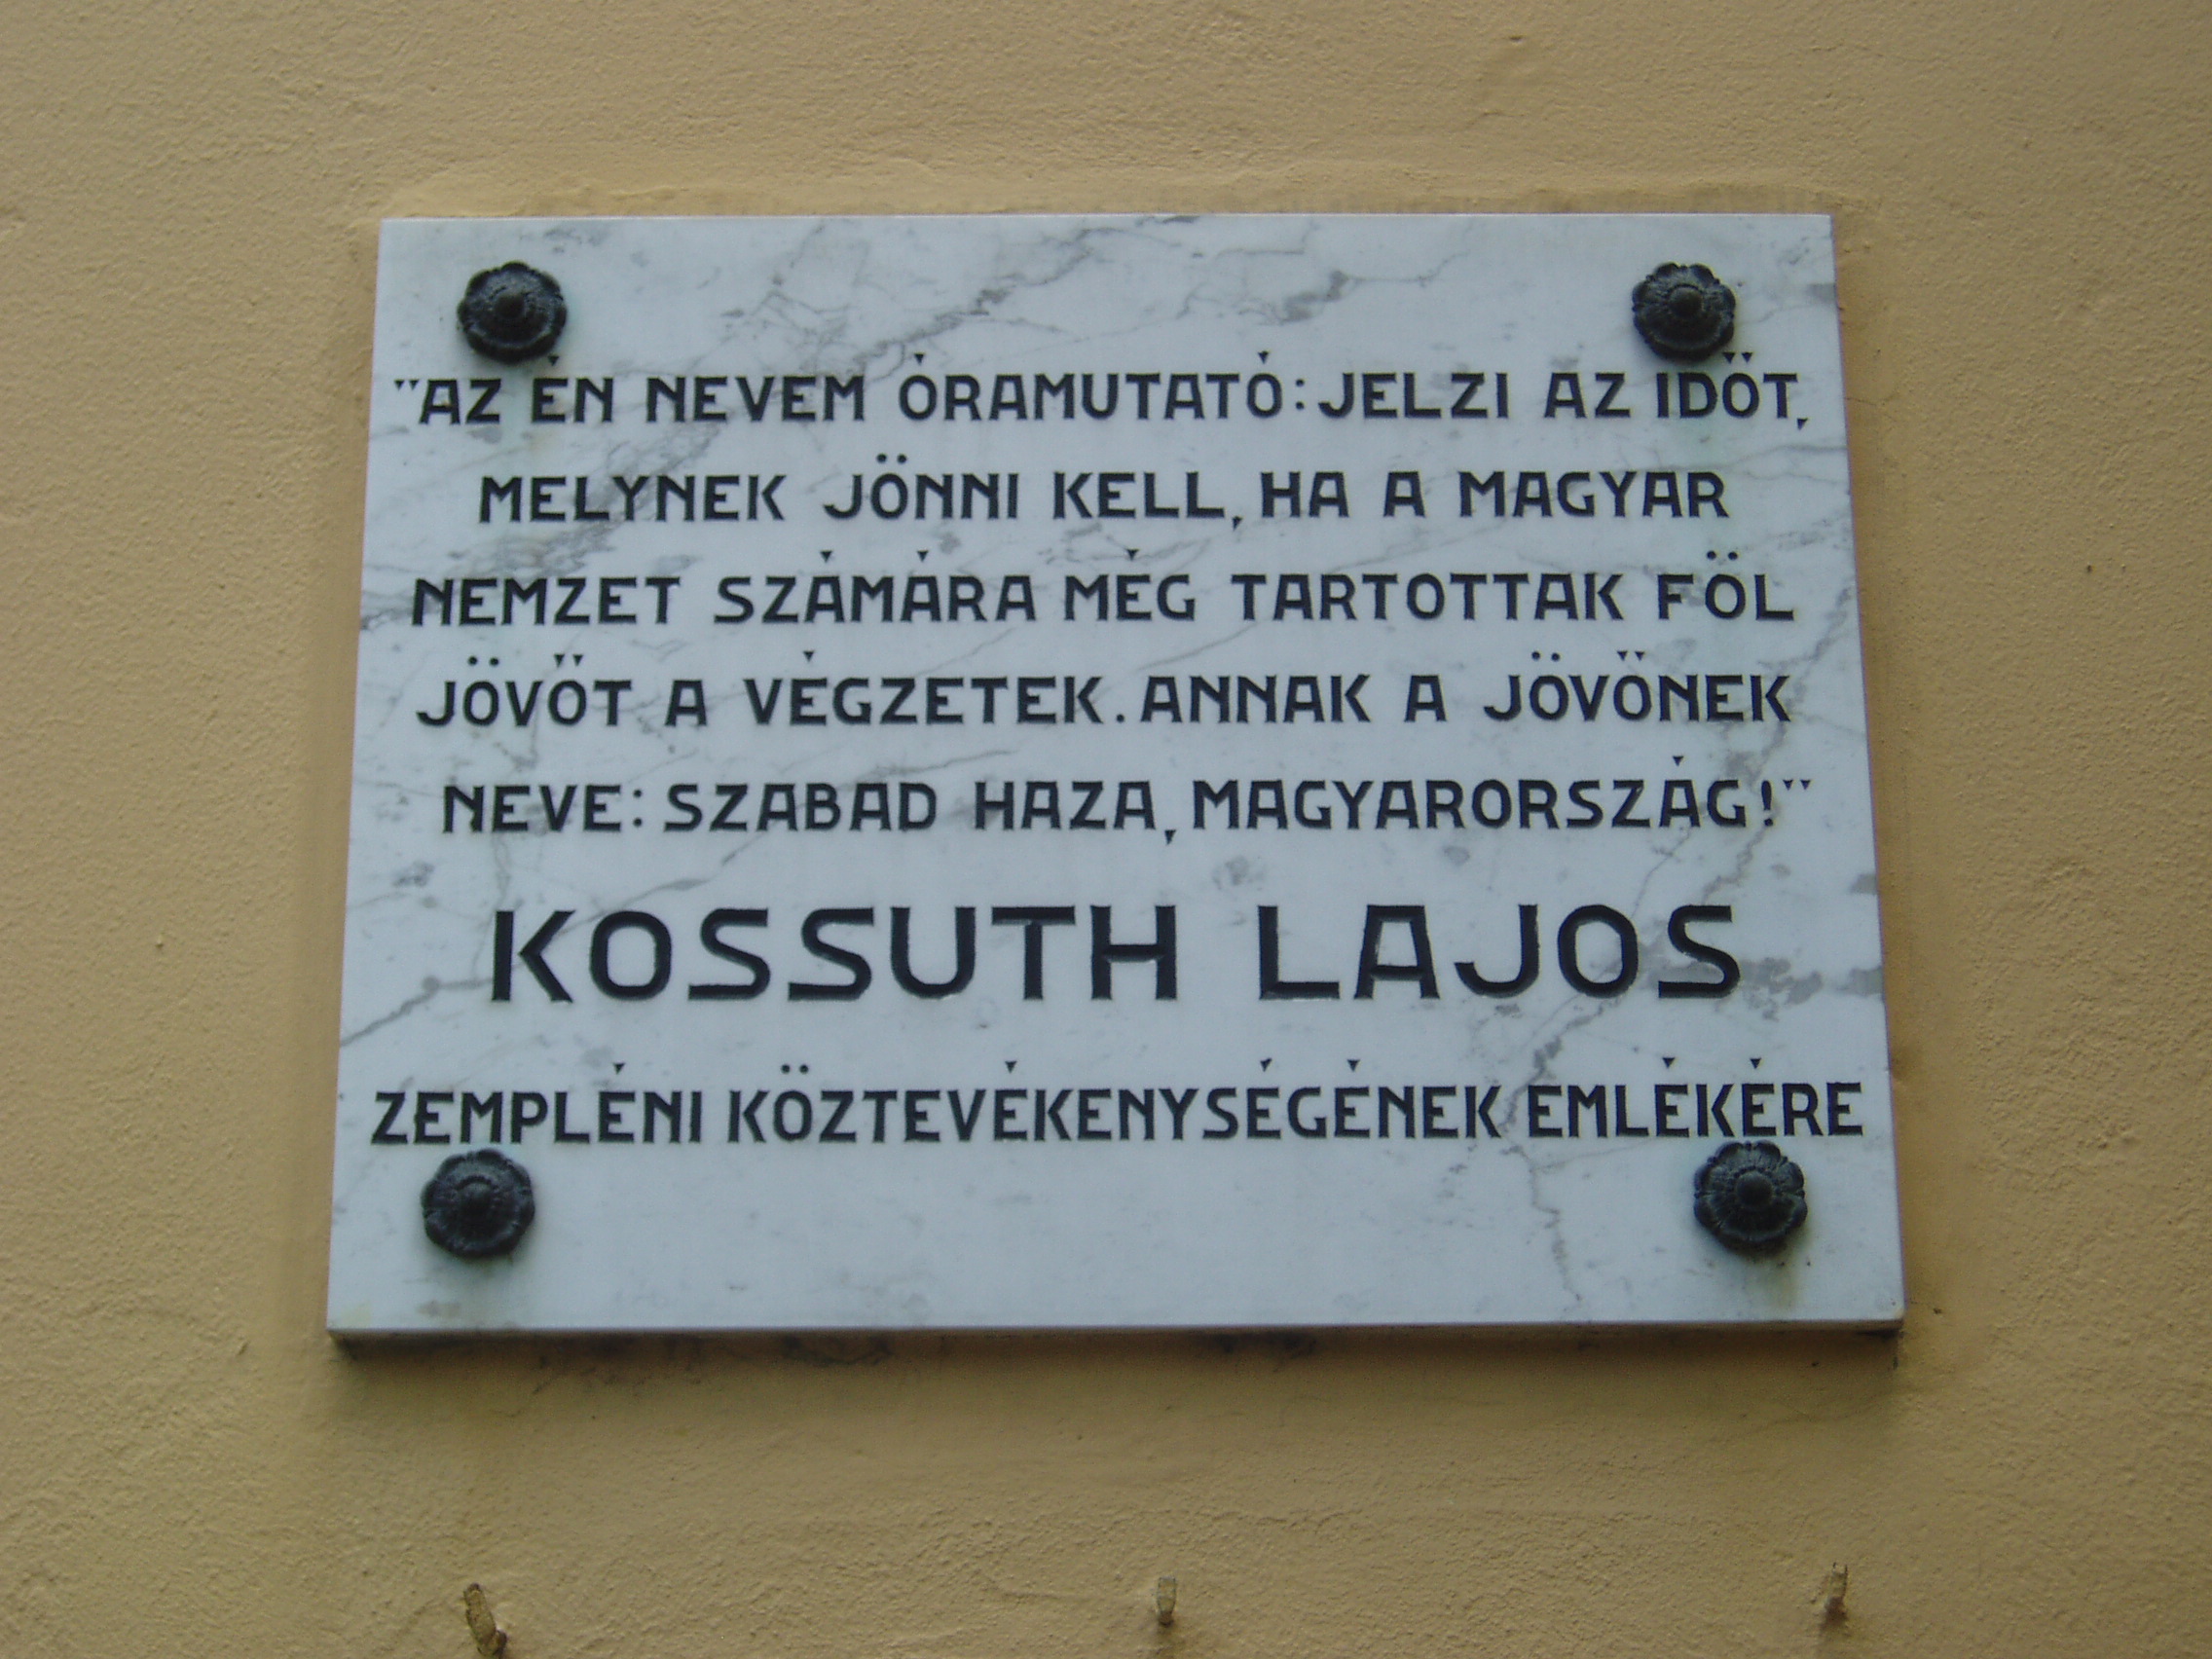 "AZ ÉN NEVEM ÓRAMUTATÓ: JELZI AZ IDŐT,
MELYNEK JÖNNI KELL, HA A MAGYAR
NEMZET SZÁMÁRA MÉG TARTOTTAK FÖL
JÖVŐT A VÉGZETEK. ANNAK A JÖVŐNEK
NEVE: SZABAD HAZA, MAGYARORSZÁG!"
KOSSUTH LAJOS
ZEMPLÉNI KÖZTEVÉKENYSÉGÉNEK EMLÉKÉRE